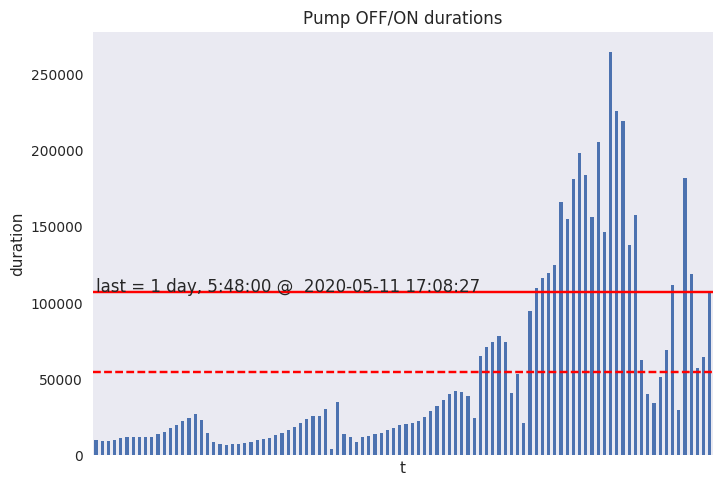 Pump OFF/ON durations
250000
200000
150000
100000
50000
0
duration
last = 1 day, 5:48:00 @  2020-05-11 17:08:27
t